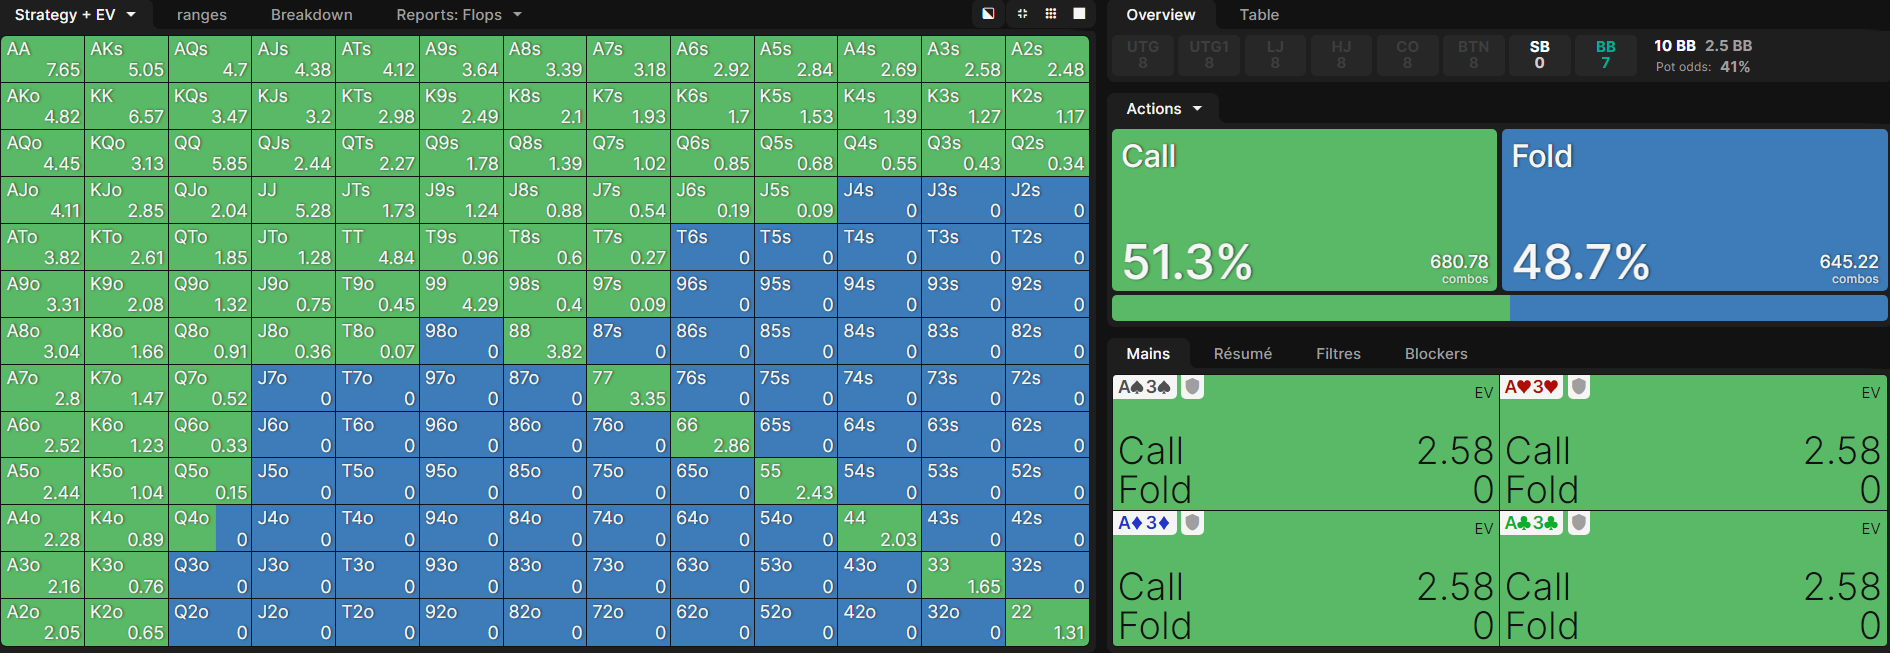 Strategy + EV ranges Breakdown Reports: Flops
AA AKs AQs AJs ATs A9s A8s A7s A6s A5s A4s A3s A2s
7.65 5.05 4.7 4.38 4.12 3.64 3.39 3.18 2.92 2.84 2.69 2.58 2.48
AKo KK KQs KJs KTs K9s K8s K7s K6s K5s K4s K3s K2s
4.82 6.57 3.47 3.2 2.98 2.49 2.1 1.93 1.7 1.53 1.39 1.27 1.17
AQo KQo QQ QJs QTs Q9s Q8s Q7s Q6s Q5s Q4s Q3s Q2s
4.45 3.13 5.85 2.44 2.27 1.78 1.39 1.02 0.85 0.68 0.55 0.43 0.34
AJo KJo QJo JJ JTs J9s J8s J7s J6s J5s J4s J3s J2s
4.11 2.85 2.04 5.28 1.73 1.24 0.88 0.54 0.19 0.09 0 0 0
ATo KTo QTo JTo TT T9s T8s T7s T6s T5s T4s T3s T2s
3.82 2.61 1.85 1.28 4.84 0.96 0.6 0.27 0 0 0 0 0
A9o K9o Q9o J9o T9o 99 98s 97s 96s 95s 94s 93s 92s
3.31 2.08 1.32 0.75 0.45 4.29 0.4 0.09 0 0 0 0 0
A8o K8o Q8o J8o T8o 98o 88 87s 86s 85s 84s 83s 82s
3.04 1.66 0.91 0.36 0.07 0 3.82 0 0 0 0 0 0
A7o K7o Q7o J7o T7o 97o 87o 77 76s 75s 74s 73s 72s
2.8 1.47 0.52 0 0 0 0 3.35 0 0 0 0 0
A6o K6o Q6o J6o T6o 96o 86o 76o 66 65s 64s 63s 62s
2.52 1.23 0.33 0 0 0 0 0 2.86 0 0 0 0
A5o K5o Q5o J5o T5o 95o 85o 75o 65o 55 54s 53s 52s
2.44 1.04 0.15 0 0 0 0 0 0 2.43 0 0 0
A4o K4o Q4o J4o T4o 94o 84o 74o 64o 54o 44 43s 42s
2.28 0.89 0 0 0 0 0 0 0 0 2.03 0 0
A3o K3o Q3o J3o T3o 93o 83o 73o 63o 53o 43o 33 32s
2.16 0.76 0 0 0 0 0 0 0 0 0 1.65 0
A2o K2o Q2o J2o T2o 92o 82o 72o 62o 52o 42o 32o 22
2.05 0.65 0 0 0 0 0 0 0 0 0 0 1.31
Overview Table
UTG UTG1 LJ HJ CO BTN SB BB
8 8 8 8 8 8 0 7
10 BB 2.5 BB
Pot odds: 41%
Actions
Call
51.3%
680.78
combos
Fold
48.7%
645.22
combos
Mains Résumé Filtres Blockers
A♠3♠ EV
Call 2.58
Fold 0
A♥3♥ EV
Call 2.58
Fold 0
A♦3♦ EV
Call 2.58
Fold 0
A♣3♣ EV
Call 2.58
Fold 0